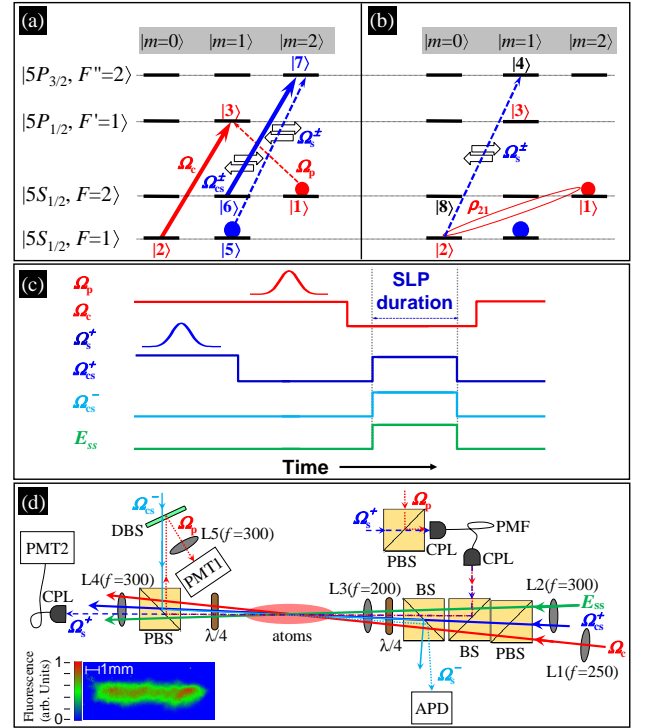 (a)
|m=0⟩ |m=1⟩ |m=2⟩
|7⟩
|5P3/2, F''=2⟩
|3⟩
|5P1/2, F'=1⟩
Ωs±
Ωc
Ωcs±
Ωp
|5S1/2, F=2⟩
|6⟩ |1⟩
|5S1/2, F=1⟩
|2⟩ |5⟩
(b)
|m=0⟩ |m=1⟩ |m=2⟩
|4⟩
|3⟩
Ωs±
|8⟩ ρ21 |1⟩
|2⟩
(c)
Ωp
Ωc
SLP
duration
Ωs+
Ωcs+
Ωcs−
Ess
Time
(d)
Ωcs−
DBS
Ωp
L5(f=300)
PMT2
PMT1
CPL
L4(f=300)
Ωs+
PBS
λ/4
atoms
Ωp
Ωs+
PBS
CPL
PMF
CPL
L3(f=200)
BS
L2(f=300)
Ess
Ωcs+
Ωc
λ/4
BS
PBS
L1(f=250)
Ωs−
APD
Fluorescence
(arb. Units)
1
0
1mm